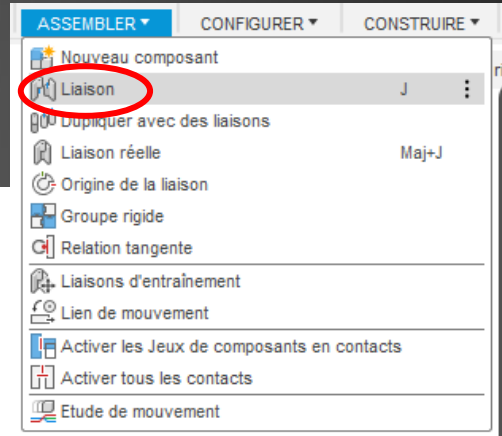 ASSEMBLER ▾ CONFIGURER ▾ CONSTRUIRE ▾
Nouveau composant
Liaison J
Dupliquer avec des liaisons
Liaison réelle Maj+J
Origine de la liaison
Groupe rigide
Relation tangente
Liaisons d'entraînement
Lien de mouvement
Activer les Jeux de composants en contacts
Activer tous les contacts
Etude de mouvement